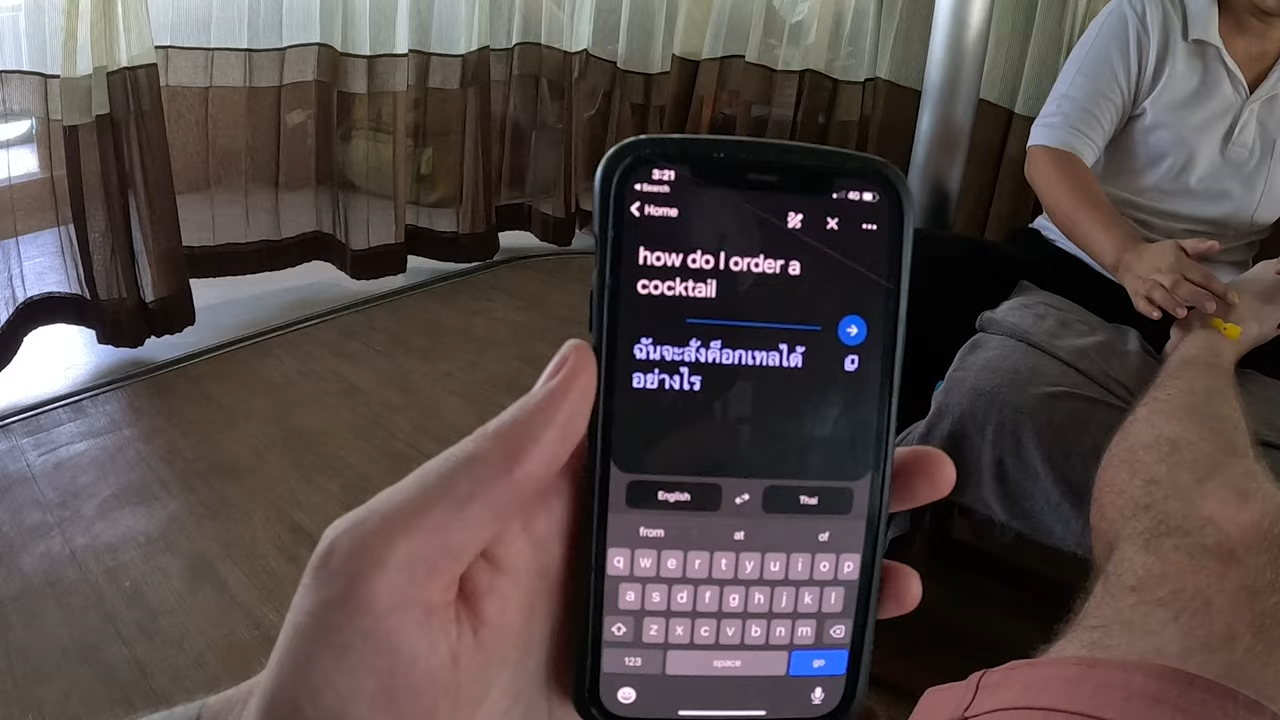 3:21
Search
4G
Home
how do I order a
cocktail
ฉันจะสั่งค็อกเทลได้
อย่างไร
English
Thai
from at of
q w e r t y u i o p
a s d f g h j k l
z x c v b n m
123 space go